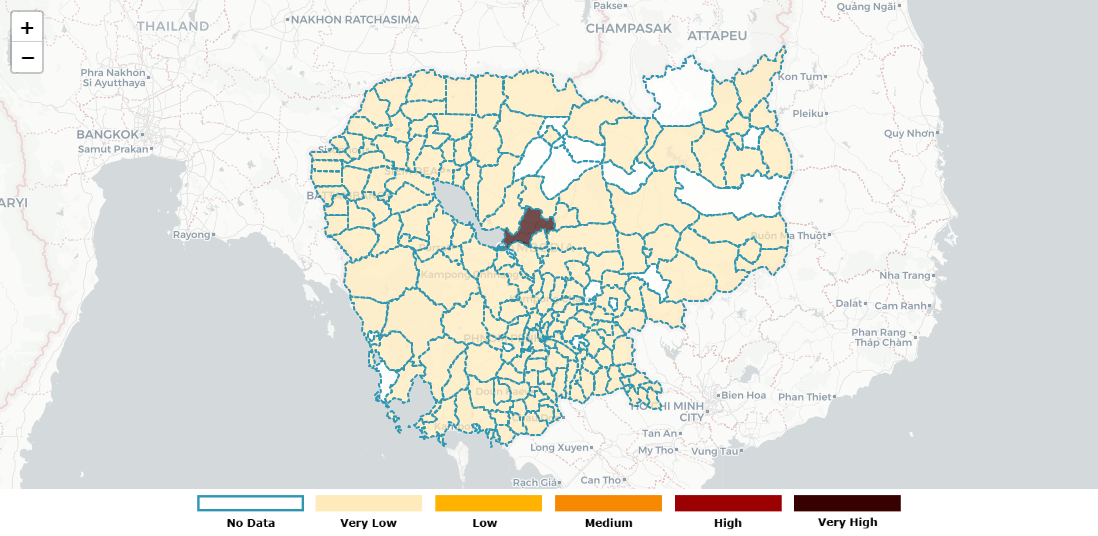 +
−
THAILAND
NAKHON RATCHASIMA
Pakse
CHAMPASAK
ATTAPEU
Quảng Ngãi
Phra Nakhon
Si Ayutthaya
Kon Tum
Pleiku
BANGKOK
Samut Prakan
Quy Nhơn
ARYI
Rayong
Buôn Ma Thuột
Kampong Chhnang
Nha Trang
Dalat
Cam Ranh
Phan Rang -
Tháp Chàm
HO CHI MINH
CITY
Bien Hoa
Phan Thiet
Tan An
Long Xuyen
My Tho
Vung Tau
Rach Gia
Can Tho
No Data
Very Low
Low
Medium
High
Very High